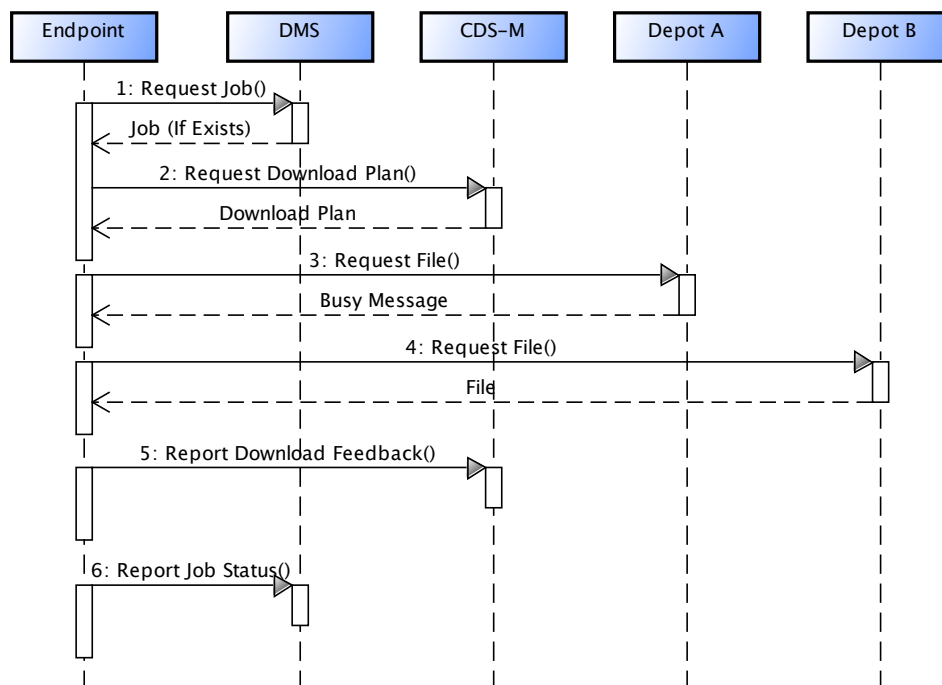 Endpoint
DMS
CDS-M
Depot A
Depot B
1: Request Job()
Job (If Exists)
2: Request Download Plan()
Download Plan
3: Request File()
Busy Message
4: Request File()
File
5: Report Download Feedback()
6: Report Job Status()